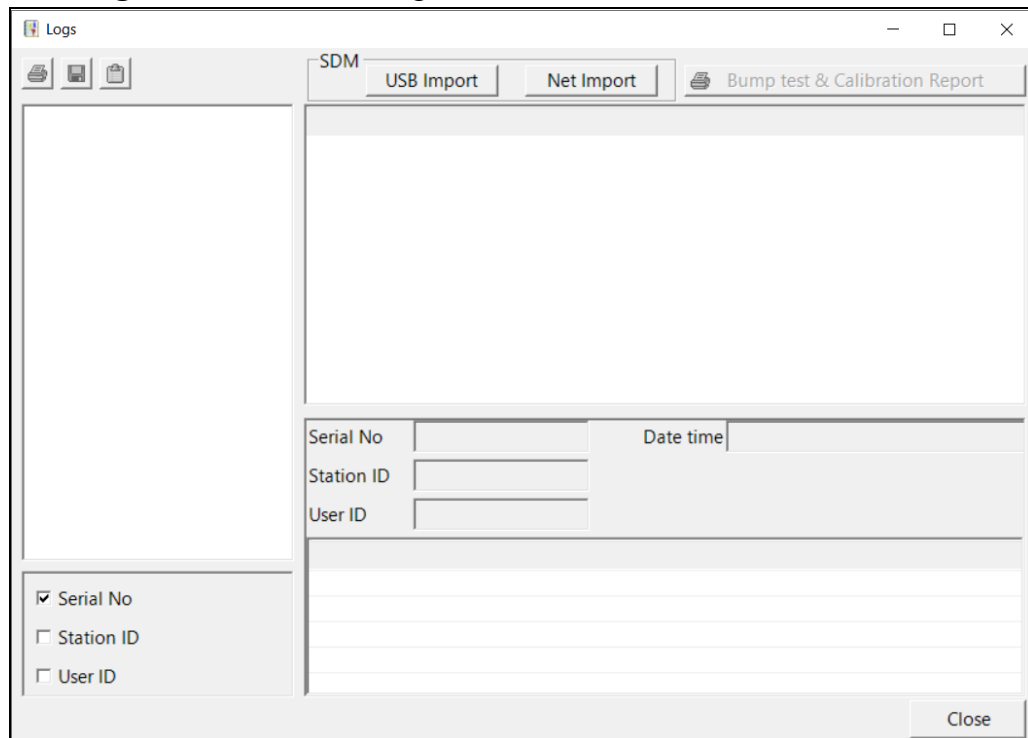 Logs
SDM
USB Import
Net Import
Bump test & Calibration Report
Serial No
Date time
Station ID
User ID
Serial No
Station ID
User ID
Close